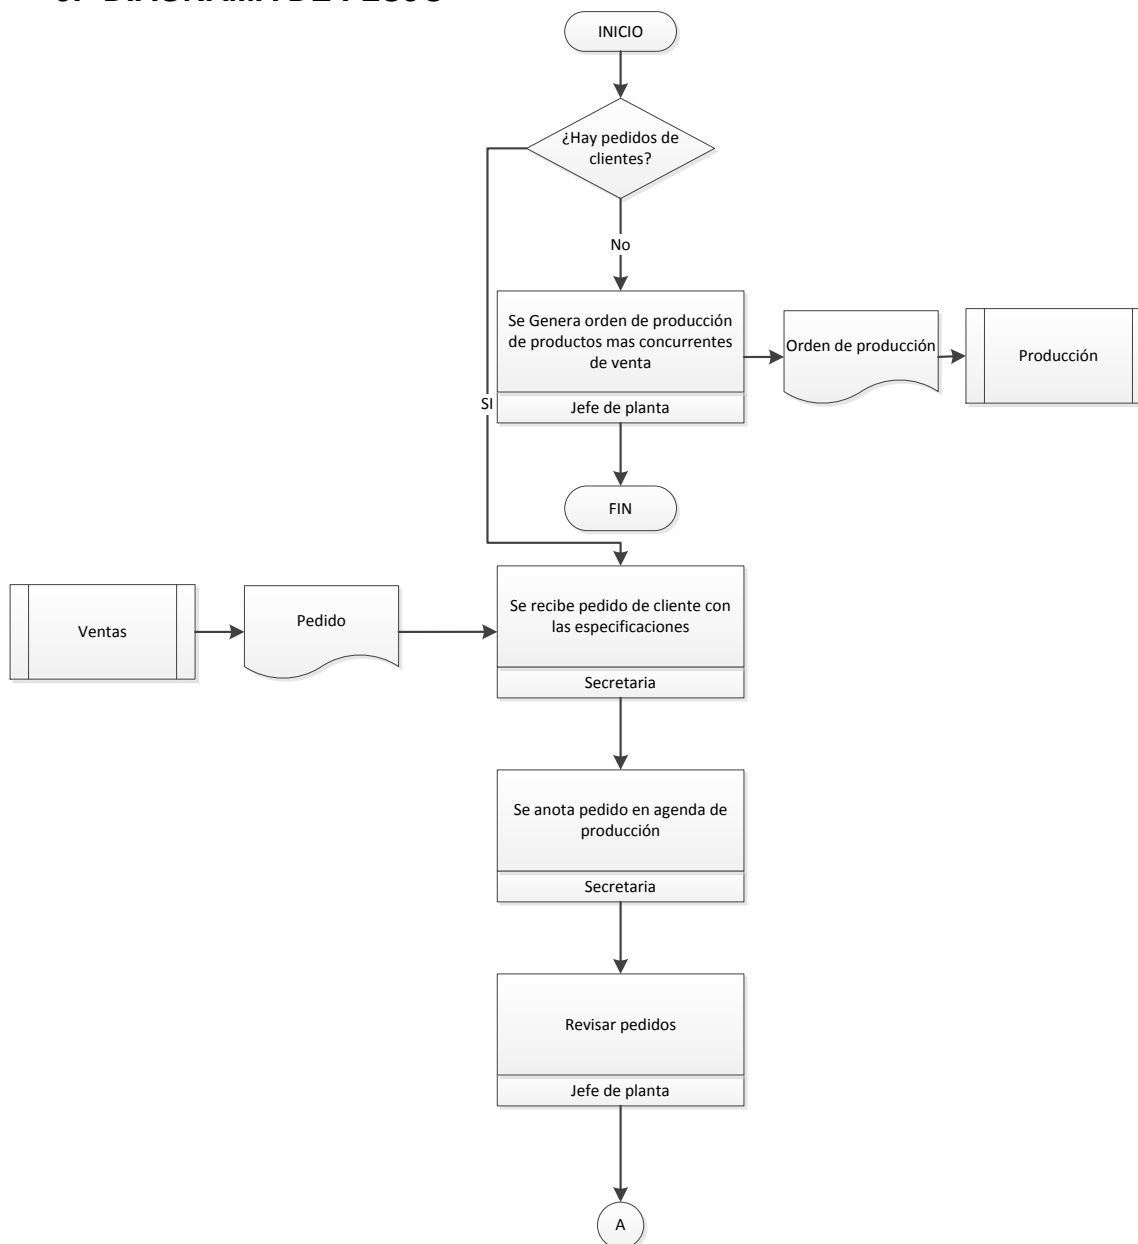 INICIO
¿Hay pedidos de
clientes?
No
Se Genera orden de producción
de productos mas concurrentes
de venta
Jefe de planta
Orden de producción
Producción
SI
FIN
Ventas
Pedido
Se recibe pedido de cliente con
las especificaciones
Secretaria
Se anota pedido en agenda de
producción
Secretaria
Revisar pedidos
Jefe de planta
A